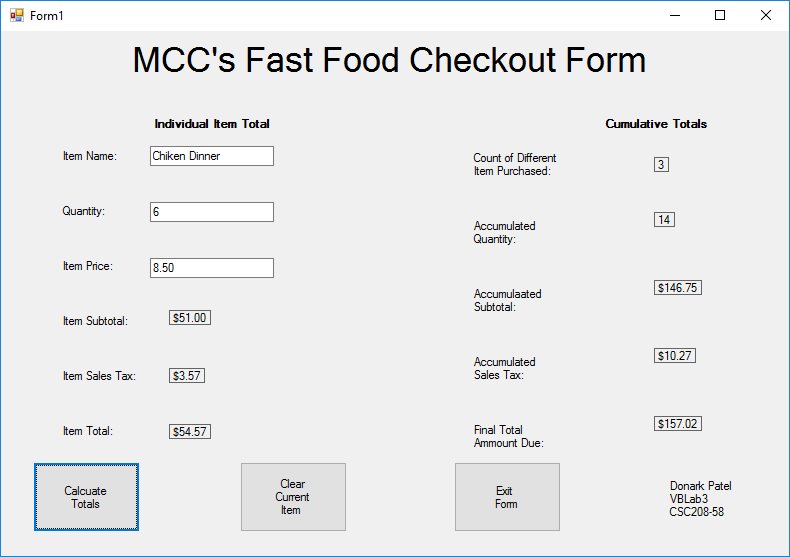 Form1
MCC's Fast Food Checkout Form
Individual Item Total
Item Name:
Chiken Dinner
Quantity:
6
Item Price:
8.50
Item Subtotal:
$51.00
Item Sales Tax:
$3.57
Item Total:
$54.57
Cumulative Totals
Count of Different
Item Purchased:
3
Accumulated
Quantity:
14
Accumulaated
Subtotal:
$146.75
Accumulated
Sales Tax:
$10.27
Final Total
Ammount Due:
$157.02
Calcuate
Totals
Clear
Current
Item
Exit
Form
Donark Patel
VBLab3
CSC208-58